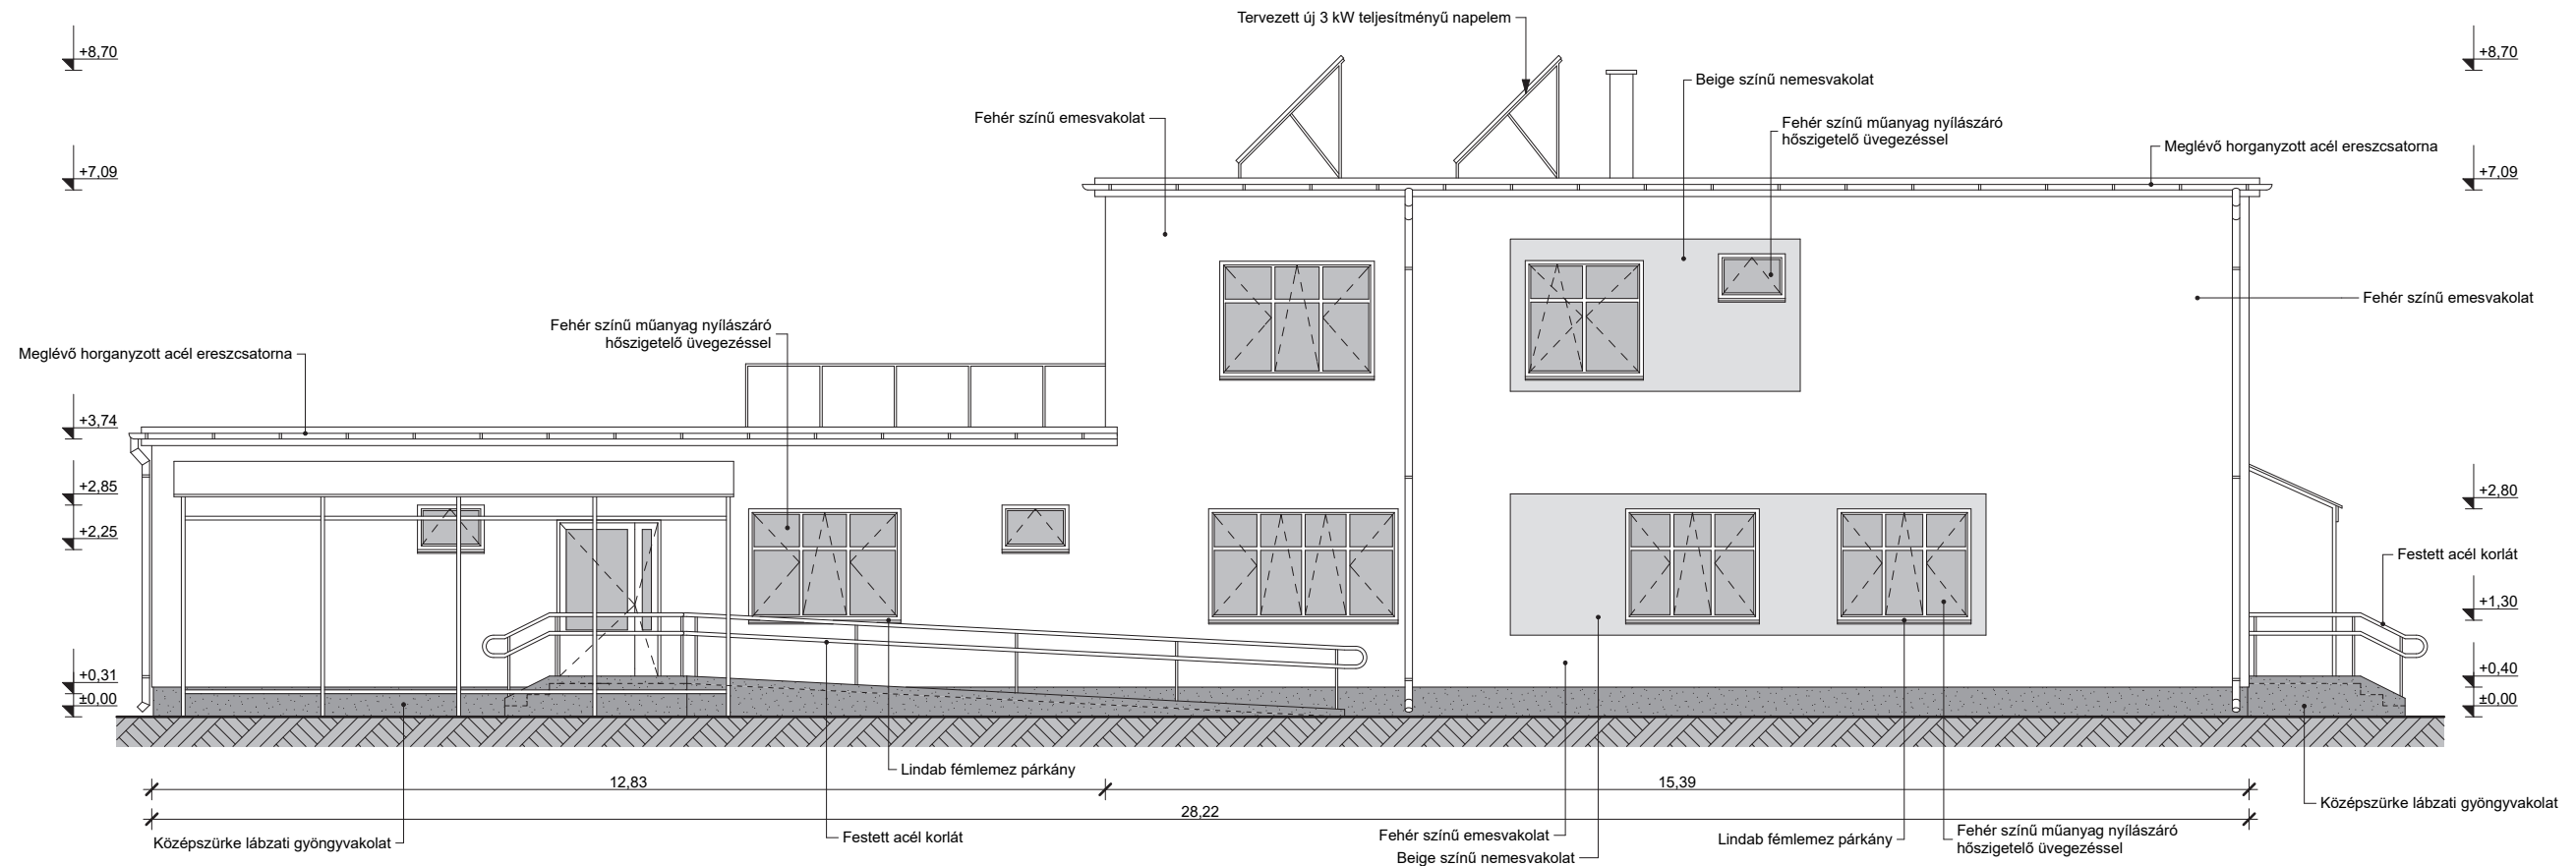 Tervezett új 3 kW teljesítményű napelem
+8,70
+8,70
Beige színű nemesvakolat
Fehér színű emesvakolat
Fehér színű műanyag nyílászáró
hőszigetelő üvegezéssel
Meglévő horganyzott acél ereszcsatorna
+7,09
+7,09
Fehér színű emesvakolat
Fehér színű műanyag nyílászáró
hőszigetelő üvegezéssel
Meglévő horganyzott acél ereszcsatorna
+3,74
+2,85
+2,80
+2,25
Festett acél korlát
+1,30
+0,31
+0,40
±0,00
±0,00
Lindab fémlemez párkány
12,83
15,39
Középszürke lábzati gyöngyvakolat
28,22
Középszürke lábzati gyöngyvakolat
Festett acél korlát
Fehér színű emesvakolat
Lindab fémlemez párkány
Fehér színű műanyag nyílászáró
hőszigetelő üvegezéssel
Beige színű nemesvakolat